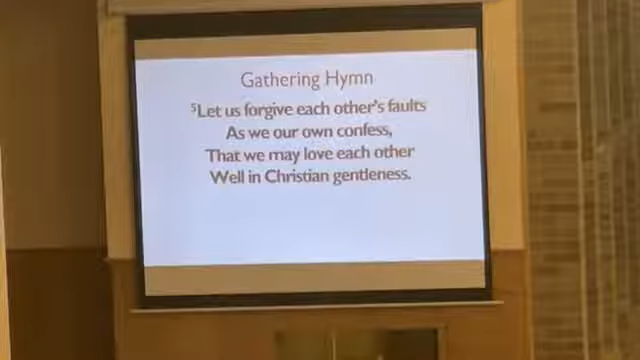 Gathering Hymn
⁵Let us forgive each other's faults
As we our own confess,
That we may love each other
Well in Christian gentleness.